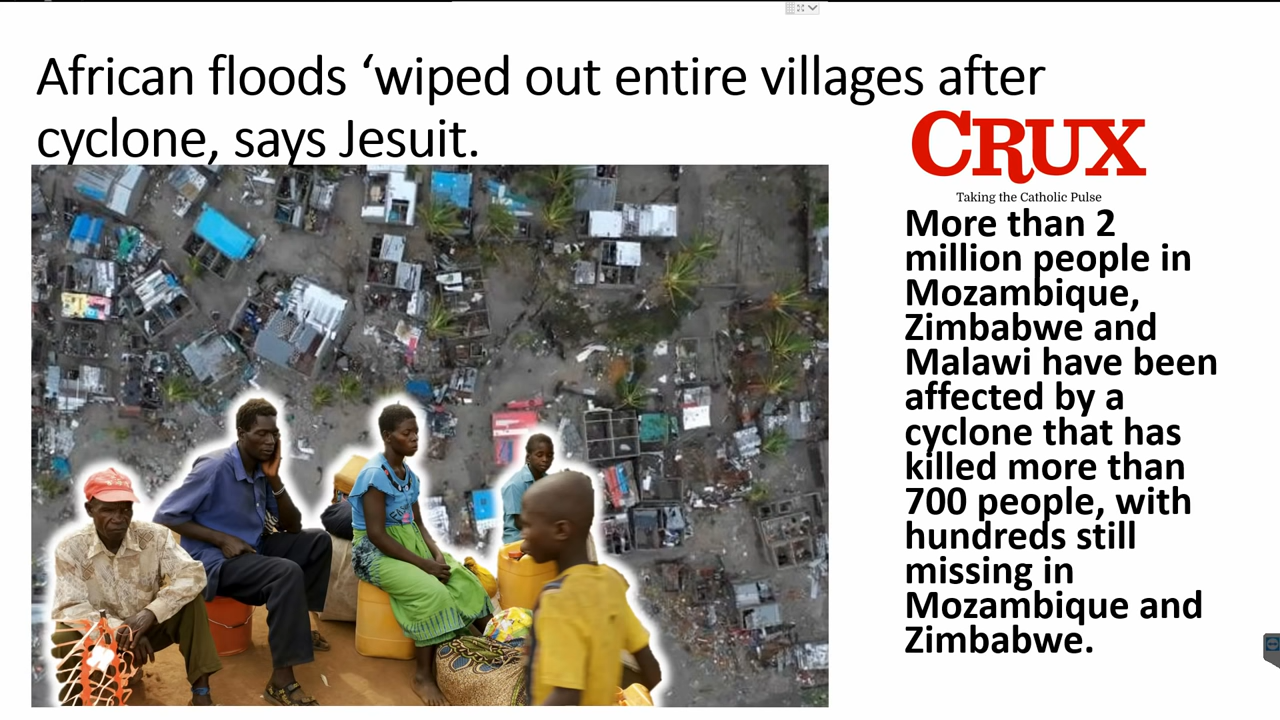 African floods ‘wiped out entire villages after
cyclone, says Jesuit.
CRUX
Taking the Catholic Pulse
More than 2
million people in
Mozambique,
Zimbabwe and
Malawi have been
affected by a
cyclone that has
killed more than
700 people, with
hundreds still
missing in
Mozambique and
Zimbabwe.